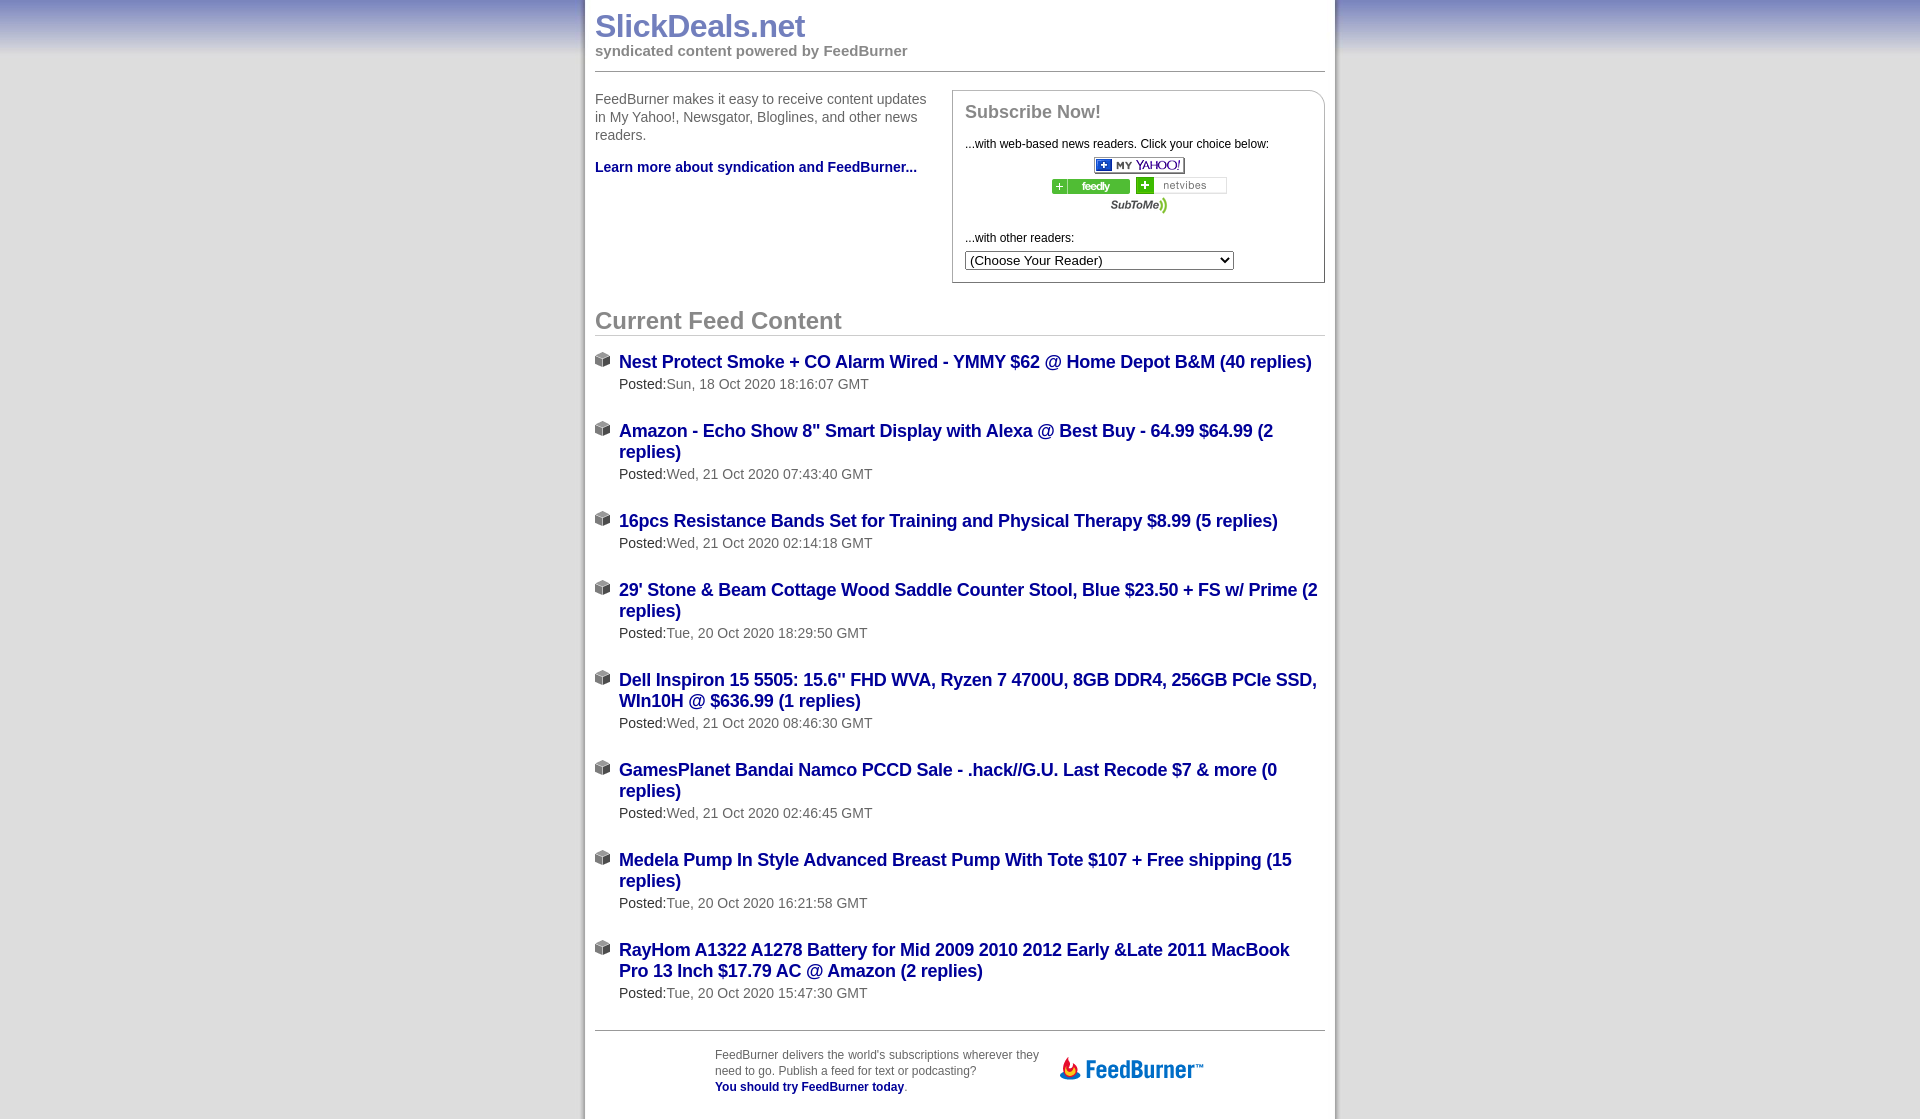 SlickDeals.net
syndicated content powered by FeedBurner
FeedBurner makes it easy to receive content updates
in My Yahoo!, Newsgator, Bloglines, and other news
readers.
Learn more about syndication and FeedBurner...
Subscribe Now!
...with web-based news readers. Click your choice below:
MY YAHOO!
feedly
netvibes
SubToMe
...with other readers:
(Choose Your Reader)
Current Feed Content
Nest Protect Smoke + CO Alarm Wired - YMMY $62 @ Home Depot B&M (40 replies)
Posted:Sun, 18 Oct 2020 18:16:07 GMT
Amazon - Echo Show 8" Smart Display with Alexa @ Best Buy - 64.99 $64.99 (2
replies)
Posted:Wed, 21 Oct 2020 07:43:40 GMT
16pcs Resistance Bands Set for Training and Physical Therapy $8.99 (5 replies)
Posted:Wed, 21 Oct 2020 02:14:18 GMT
29' Stone & Beam Cottage Wood Saddle Counter Stool, Blue $23.50 + FS w/ Prime (2
replies)
Posted:Tue, 20 Oct 2020 18:29:50 GMT
Dell Inspiron 15 5505: 15.6'' FHD WVA, Ryzen 7 4700U, 8GB DDR4, 256GB PCIe SSD,
WIn10H @ $636.99 (1 replies)
Posted:Wed, 21 Oct 2020 08:46:30 GMT
GamesPlanet Bandai Namco PCCD Sale - .hack//G.U. Last Recode $7 & more (0
replies)
Posted:Wed, 21 Oct 2020 02:46:45 GMT
Medela Pump In Style Advanced Breast Pump With Tote $107 + Free shipping (15
replies)
Posted:Tue, 20 Oct 2020 16:21:58 GMT
RayHom A1322 A1278 Battery for Mid 2009 2010 2012 Early &Late 2011 MacBook
Pro 13 Inch $17.79 AC @ Amazon (2 replies)
Posted:Tue, 20 Oct 2020 15:47:30 GMT
FeedBurner delivers the world's subscriptions wherever they
need to go. Publish a feed for text or podcasting?
You should try FeedBurner today.
FeedBurner™